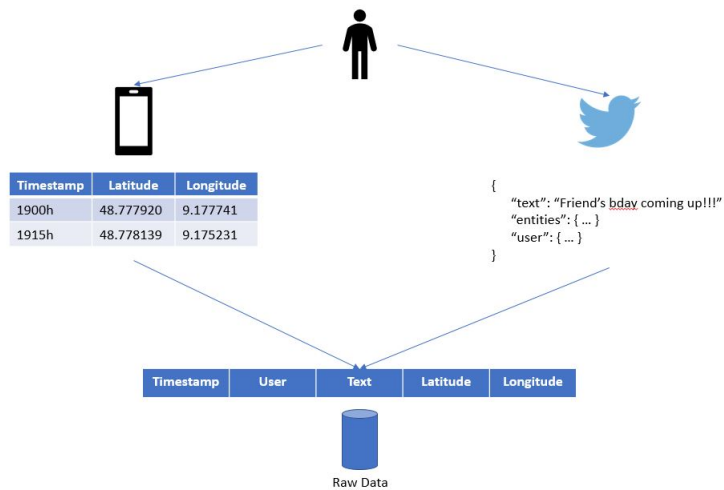 Timestamp Latitude Longitude
1900h 48.777920 9.177741
1915h 48.778139 9.175231
{
“text”: “Friend’s bday coming up!!!”
“entities”: { … }
“user”: { … }
}
Timestamp User Text Latitude Longitude
Raw Data